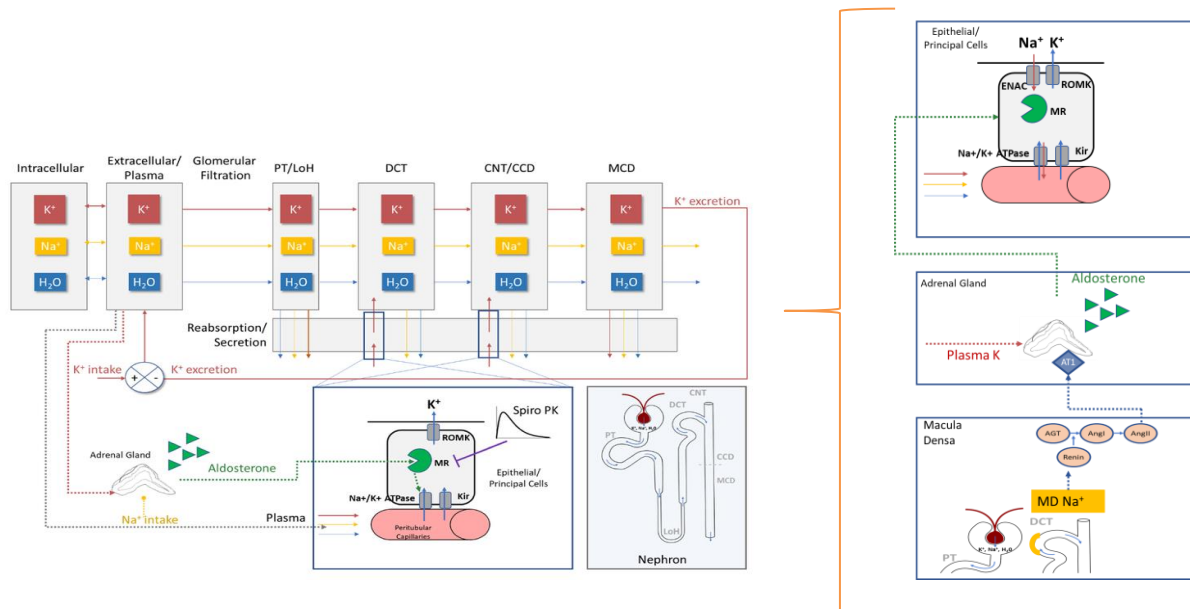 Intracellular
Extracellular/
Plasma
Glomerular
Filtration
PT/LoH
DCT
CNT/CCD
MCD
K⁺
K⁺
K⁺
K⁺
K⁺
K⁺
K⁺ excretion
Na⁺
Na⁺
Na⁺
Na⁺
Na⁺
Na⁺
H₂O
H₂O
H₂O
H₂O
H₂O
H₂O
Reabsorption/
Secretion
K⁺ intake
+
-
K⁺ excretion
Adrenal Gland
Aldosterone
Na⁺ intake
Plasma
K⁺
Spiro PK
ROMK
MR
Epithelial/
Principal Cells
Na+/K+ ATPase
Kir
Peritubular
Capillaries
K⁺, Na⁺, H₂O
PT
DCT
CNT
CCD
MCD
LoH
Nephron
Epithelial/
Principal Cells
Na⁺
K⁺
ENAC
ROMK
MR
Na+/K+ ATPase
Kir
Adrenal Gland
Aldosterone
Plasma K
AT1
Macula
Densa
AGT
AngI
AngII
Renin
MD Na⁺
DCT
K⁺, Na⁺, H₂O
PT